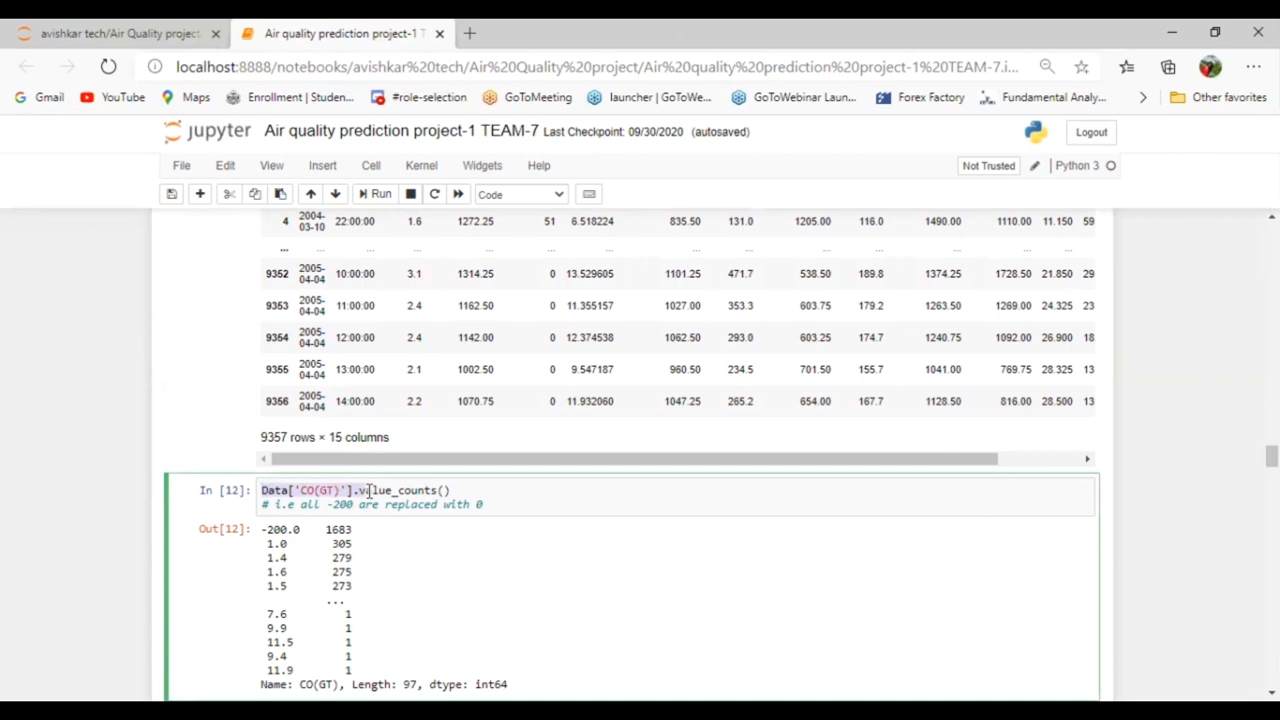 avishkar tech/Air Quality project
Air quality prediction project-1 T
localhost:8888/notebooks/avishkar%20tech/Air%20Quality%20project/Air%20quality%20prediction%20project-1%20TEAM-7.i...
Gmail YouTube Maps Enrollment | Studen... #role-selection GoToMeeting launcher | GoToWe... GoToWebinar Laun... Forex Factory Fundamental Analy... Other favorites
jupyter Air quality prediction project-1 TEAM-7 Last Checkpoint: 09/30/2020 (autosaved) Logout
File Edit View Insert Cell Kernel Widgets Help Not Trusted Python 3
Run Code
4 2004-03-10 22:00:00 1.6 1272.25 51 6.518224 835.50 131.0 1205.00 116.0 1490.00 1110.00 11.150 59
... ... ... ... ... ... ... ... ... ... ... ... ... ...
9352 2005-04-04 10:00:00 3.1 1314.25 0 13.529605 1101.25 471.7 538.50 189.8 1374.25 1728.50 21.850 29
9353 2005-04-04 11:00:00 2.4 1162.50 0 11.355157 1027.00 353.3 603.75 179.2 1263.50 1269.00 24.325 23
9354 2005-04-04 12:00:00 2.4 1142.00 0 12.374538 1062.50 293.0 603.25 174.7 1240.75 1092.00 26.900 18
9355 2005-04-04 13:00:00 2.1 1002.50 0 9.547187 960.50 234.5 701.50 155.7 1041.00 769.75 28.325 13
9356 2005-04-04 14:00:00 2.2 1070.75 0 11.932060 1047.25 265.2 654.00 167.7 1128.50 816.00 28.500 13
9357 rows × 15 columns
In [12]: Data['CO(GT)'].value_counts()
# i.e all -200 are replaced with 0
Out[12]: -200.0 1683
1.0 305
1.4 279
1.6 275
1.5 273
...
7.6 1
9.9 1
11.5 1
9.4 1
11.9 1
Name: CO(GT), Length: 97, dtype: int64